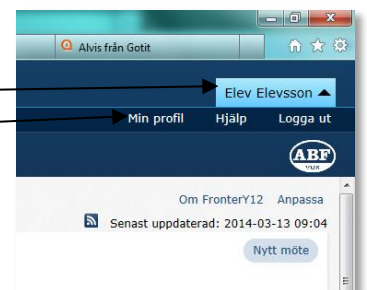 Alvis från Gotit
Elev Elevsson
Min profil Hjälp Logga ut
ABF
VUX
Om FronterY12 Anpassa
Senast uppdaterad: 2014-03-13 09:04
Nytt möte